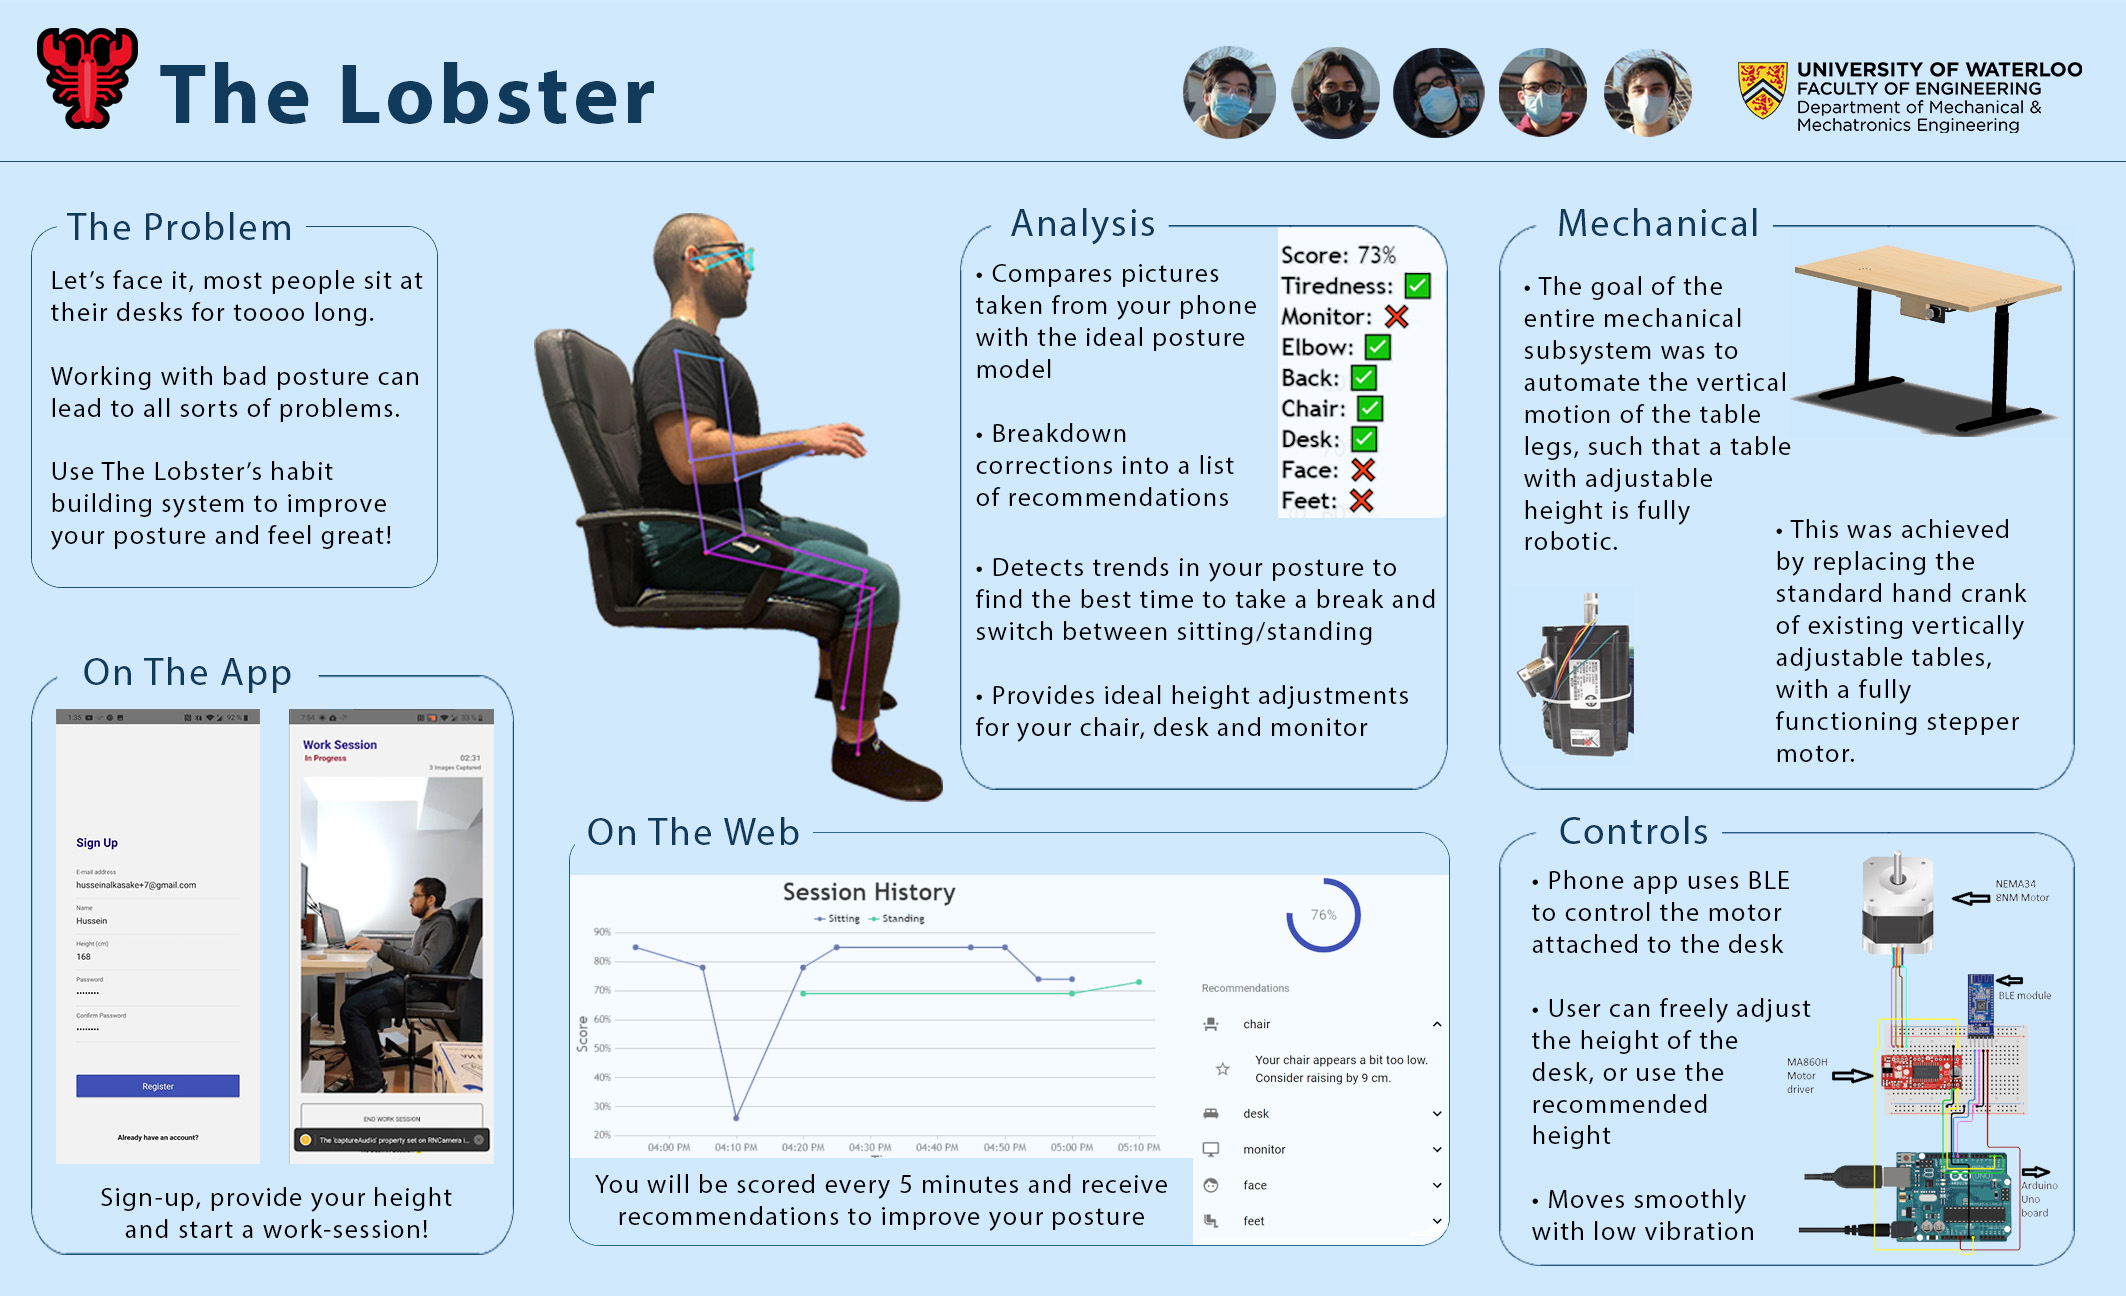 The Lobster
UNIVERSITY OF WATERLOO
FACULTY OF ENGINEERING
Department of Mechanical &
Mechatronics Engineering
The Problem
Let's face it, most people sit at
their desks for toooo long.
Working with bad posture can
lead to all sorts of problems.
Use The Lobster's habit
building system to improve
your posture and feel great!
On The App
1:35
92%
Sign Up
E-mail address
husseinalkasake+7@gmail.com
Name
Hussein
Height (cm)
168
Password
Confirm Password
Register
Already have an account?
7:54
33%
Work Session
In Progress
02:31
3 Images Captured
END WORK SESSION
The 'captureAudio' property set on RNCamera i...
Sign-up, provide your height
and start a work-session!
Analysis
• Compares pictures
taken from your phone
with the ideal posture
model
• Breakdown
corrections into a list
of recommendations
• Detects trends in your posture to
find the best time to take a break and
switch between sitting/standing
• Provides ideal height adjustments
for your chair, desk and monitor
Score: 73%
Tiredness: ✅
Monitor: ❌
Elbow: ✅
Back: ✅
Chair: ✅
Desk: ✅
Face: ❌
Feet: ❌
On The Web
Session History
Sitting Standing
Score
90%
80%
70%
60%
50%
40%
30%
20%
04:00 PM 04:10 PM 04:20 PM 04:30 PM 04:40 PM 04:50 PM 05:00 PM 05:10 PM
76%
Recommendations
chair
Your chair appears a bit too low.
Consider raising by 9 cm.
desk
monitor
face
feet
You will be scored every 5 minutes and receive
recommendations to improve your posture
Mechanical
• The goal of the
entire mechanical
subsystem was to
automate the vertical
motion of the table
legs, such that a table
with adjustable
height is fully
robotic.
• This was achieved
by replacing the
standard hand crank
of existing vertically
adjustable tables,
with a fully
functioning stepper
motor.
Controls
• Phone app uses BLE
to control the motor
attached to the desk
• User can freely adjust
the height of the
desk, or use the
recommended
height
• Moves smoothly
with low vibration
NEMA34
8NM Motor
BLE module
MA860H
Motor
driver
Arduino
Uno
board